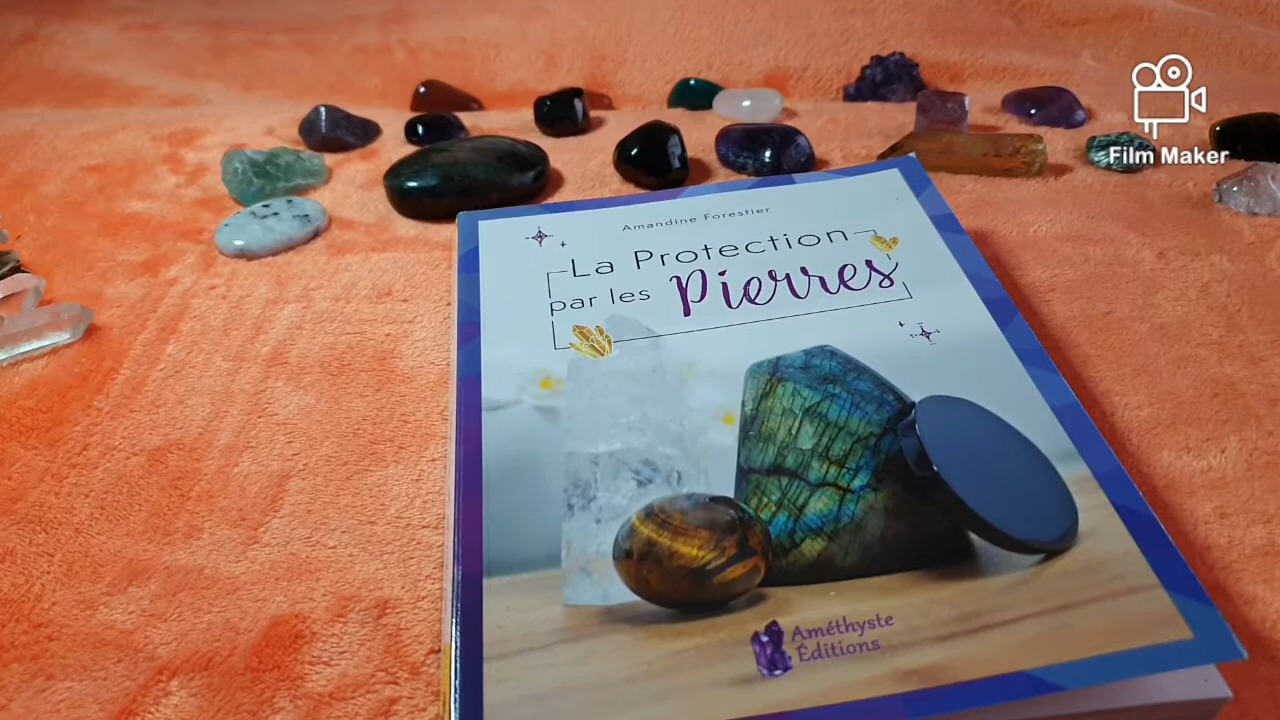 Amandine Forestier
La Protection
par les Pierres
Améthyste
Éditions
Film Maker